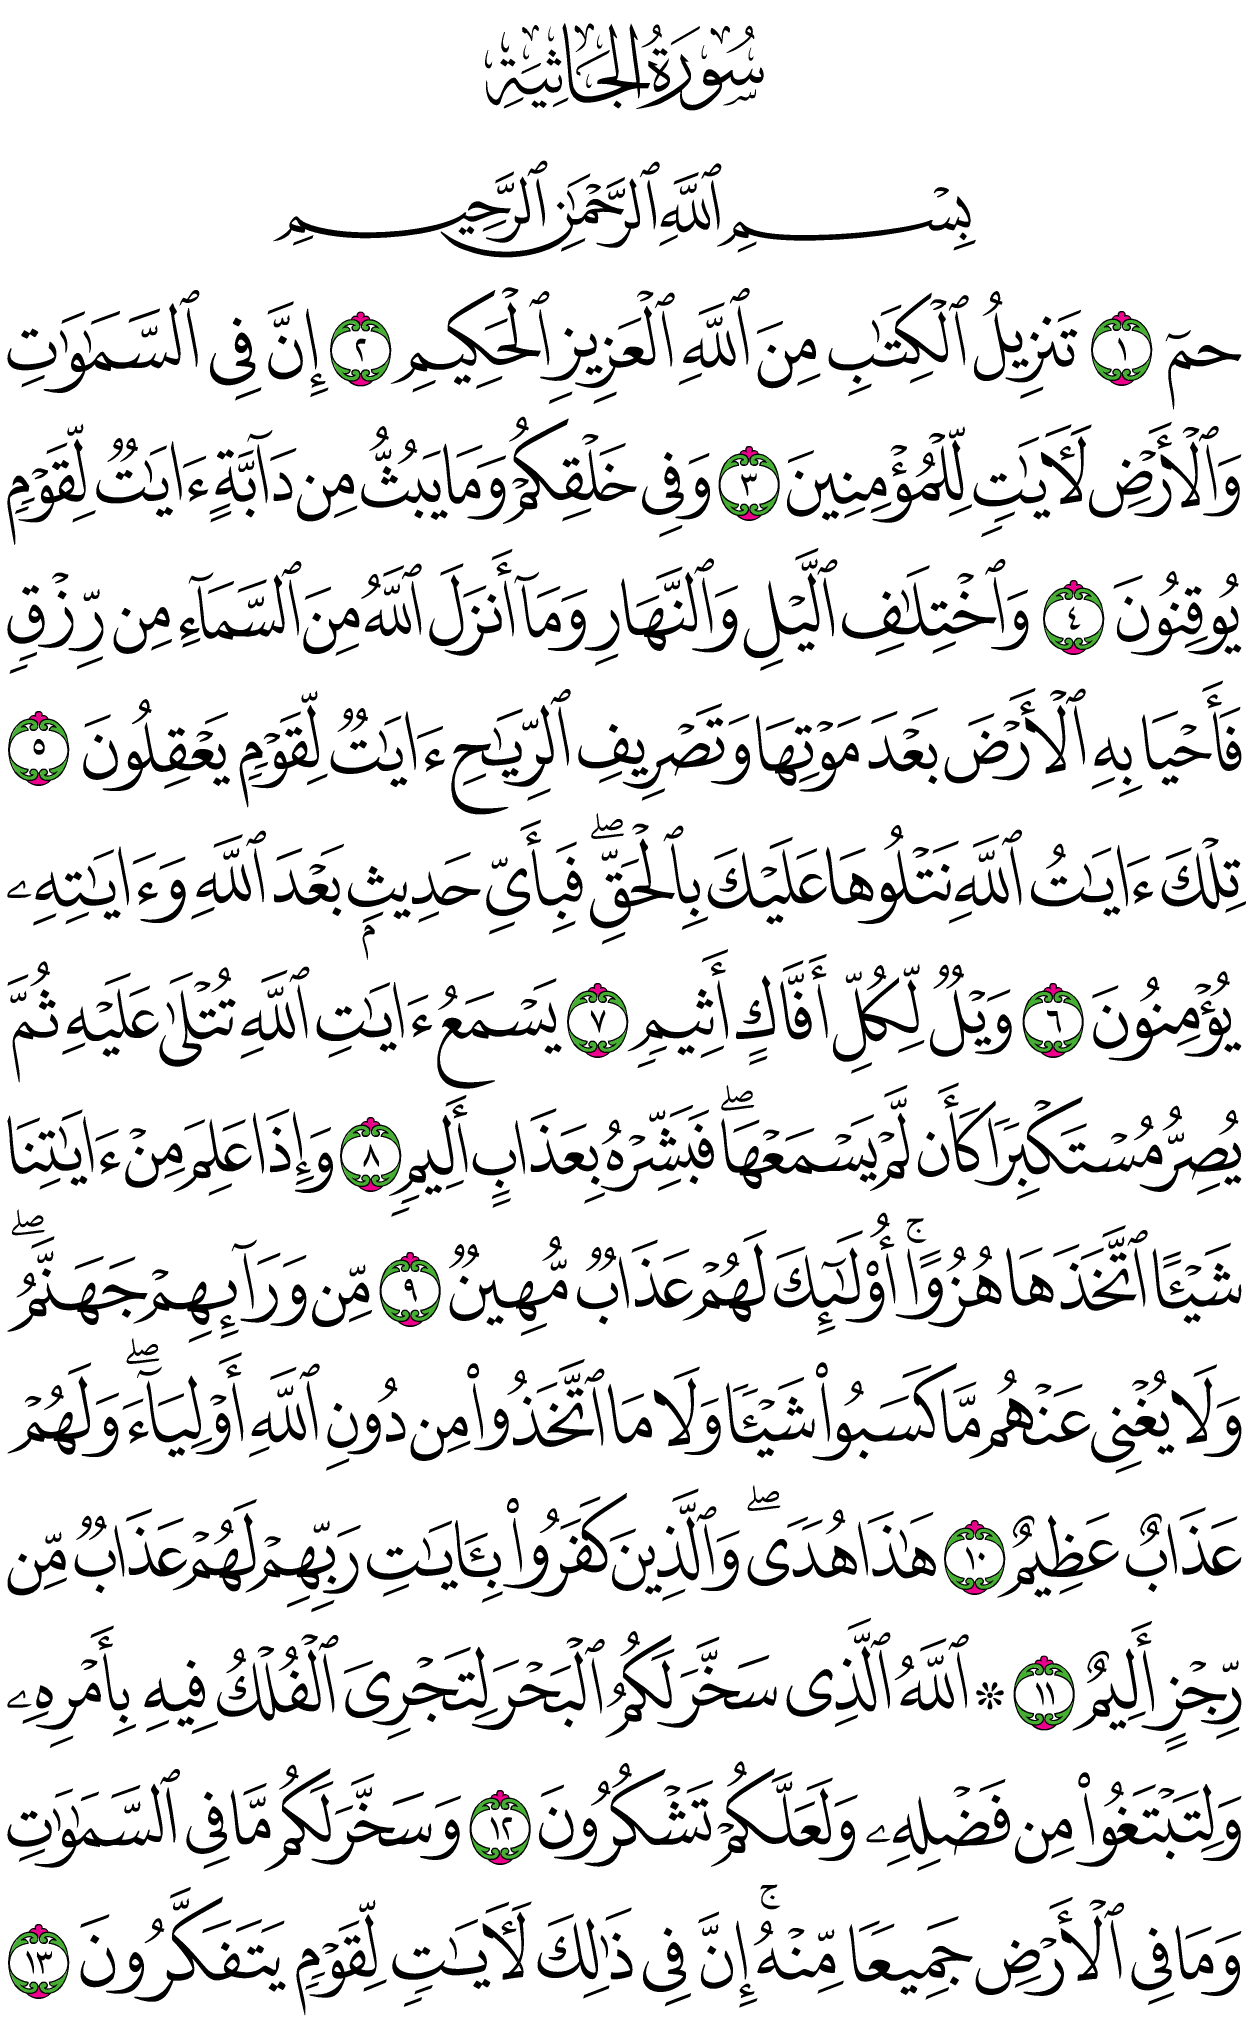 سُورَةُ الجَاثِيَةِ
بِسۡمِ ٱللَّهِ ٱلرَّحۡمَٰنِ ٱلرَّحِيمِ
حمٓ ١ تَنزِيلُ ٱلۡكِتَٰبِ مِنَ ٱللَّهِ ٱلۡعَزِيزِ ٱلۡحَكِيمِ ٢ إِنَّ فِي ٱلسَّمَٰوَٰتِ
وَٱلۡأَرۡضِ لَأٓيَٰتٖ لِّلۡمُؤۡمِنِينَ ٣ وَفِي خَلۡقِكُمۡ وَمَا يَبُثُّ مِن دَآبَّةٍ ءَايَٰتٞ لِّقَوۡمٖ
يُوقِنُونَ ٤ وَٱخۡتِلَٰفِ ٱلَّيۡلِ وَٱلنَّهَارِ وَمَآ أَنزَلَ ٱللَّهُ مِنَ ٱلسَّمَآءِ مِن رِّزۡقٖ
فَأَحۡيَا بِهِ ٱلۡأَرۡضَ بَعۡدَ مَوۡتِهَا وَتَصۡرِيفِ ٱلرِّيَٰحِ ءَايَٰتٞ لِّقَوۡمٖ يَعۡقِلُونَ ٥
تِلۡكَ ءَايَٰتُ ٱللَّهِ نَتۡلُوهَا عَلَيۡكَ بِٱلۡحَقِّۖ فَبِأَيِّ حَدِيثِۭ بَعۡدَ ٱللَّهِ وَءَايَٰتِهِۦ
يُؤۡمِنُونَ ٦ وَيۡلٞ لِّكُلِّ أَفَّاكٍ أَثِيمٖ ٧ يَسۡمَعُ ءَايَٰتِ ٱللَّهِ تُتۡلَىٰ عَلَيۡهِ ثُمَّ
يُصِرُّ مُسۡتَكۡبِرٗا كَأَن لَّمۡ يَسۡمَعۡهَاۖ فَبَشِّرۡهُ بِعَذَابٍ أَلِيمٖ ٨ وَإِذَا عَلِمَ مِنۡ ءَايَٰتِنَا
شَيۡـًٔا ٱتَّخَذَهَا هُزُوًاۚ أُوْلَٰٓئِكَ لَهُمۡ عَذَابٞ مُّهِينٞ ٩ مِّن وَرَآئِهِمۡ جَهَنَّمُۖ
وَلَا يُغۡنِي عَنۡهُم مَّا كَسَبُواْ شَيۡـٔٗا وَلَا مَا ٱتَّخَذُواْ مِن دُونِ ٱللَّهِ أَوۡلِيَآءَۖ وَلَهُمۡ
عَذَابٌ عَظِيمٌ ١٠ هَٰذَا هُدٗىۖ وَٱلَّذِينَ كَفَرُواْ بِـَٔايَٰتِ رَبِّهِمۡ لَهُمۡ عَذَابٞ مِّن
رِّجۡزٍ أَلِيمٌ ١١ ۞ ٱللَّهُ ٱلَّذِي سَخَّرَ لَكُمُ ٱلۡبَحۡرَ لِتَجۡرِيَ ٱلۡفُلۡكُ فِيهِ بِأَمۡرِهِۦ
وَلِتَبۡتَغُواْ مِن فَضۡلِهِۦ وَلَعَلَّكُمۡ تَشۡكُرُونَ ١٢ وَسَخَّرَ لَكُم مَّا فِي ٱلسَّمَٰوَٰتِ
وَمَا فِي ٱلۡأَرۡضِ جَمِيعٗا مِّنۡهُۚ إِنَّ فِي ذَٰلِكَ لَأٓيَٰتٖ لِّقَوۡمٖ يَتَفَكَّرُونَ ١٣